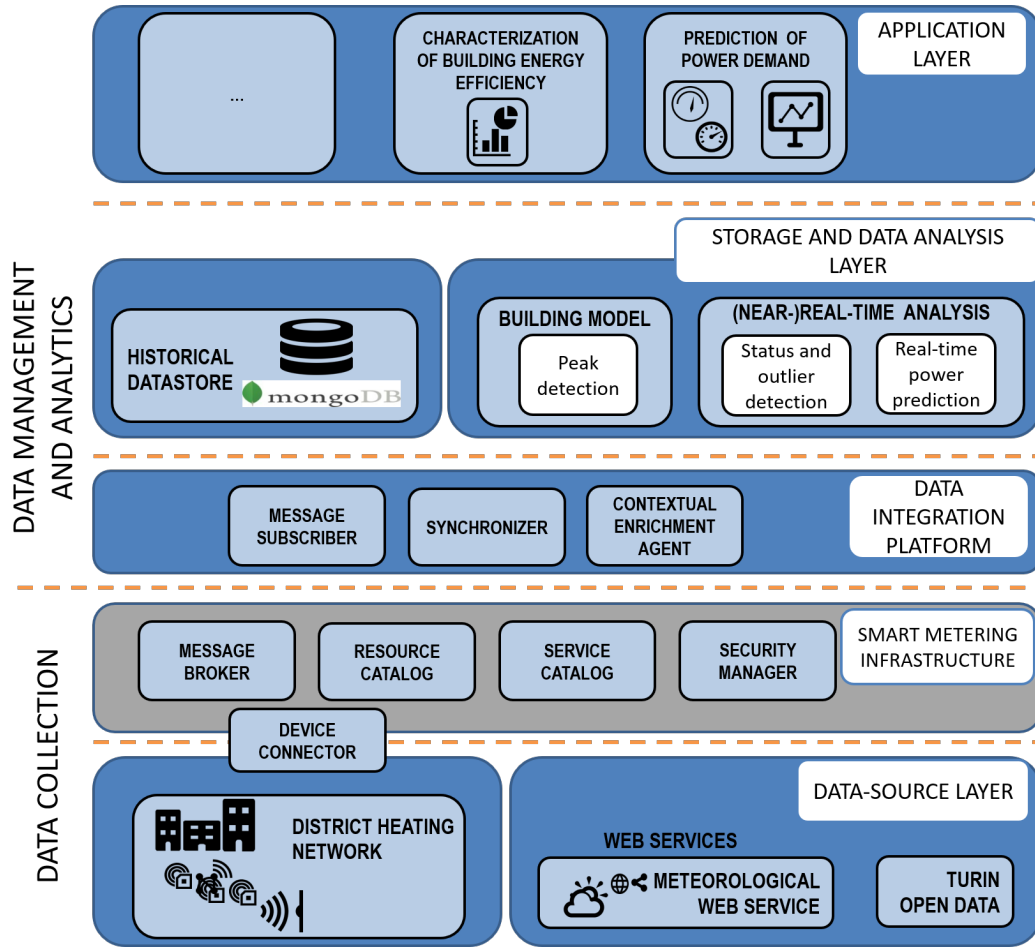 APPLICATION
LAYER
...
CHARACTERIZATION
OF BUILDING ENERGY
EFFICIENCY
PREDICTION OF
POWER DEMAND
DATA MANAGEMENT
AND ANALYTICS
STORAGE AND DATA ANALYSIS
LAYER
HISTORICAL
DATASTORE
mongoDB
BUILDING MODEL
Peak
detection
(NEAR-)REAL-TIME ANALYSIS
Status and
outlier
detection
Real-time
power
prediction
MESSAGE
SUBSCRIBER
SYNCHRONIZER
CONTEXTUAL
ENRICHMENT
AGENT
DATA
INTEGRATION
PLATFORM
DATA COLLECTION
MESSAGE
BROKER
RESOURCE
CATALOG
SERVICE
CATALOG
SECURITY
MANAGER
SMART METERING
INFRASTRUCTURE
DEVICE
CONNECTOR
DATA-SOURCE LAYER
DISTRICT HEATING
NETWORK
WEB SERVICES
METEOROLOGICAL
WEB SERVICE
TURIN
OPEN DATA